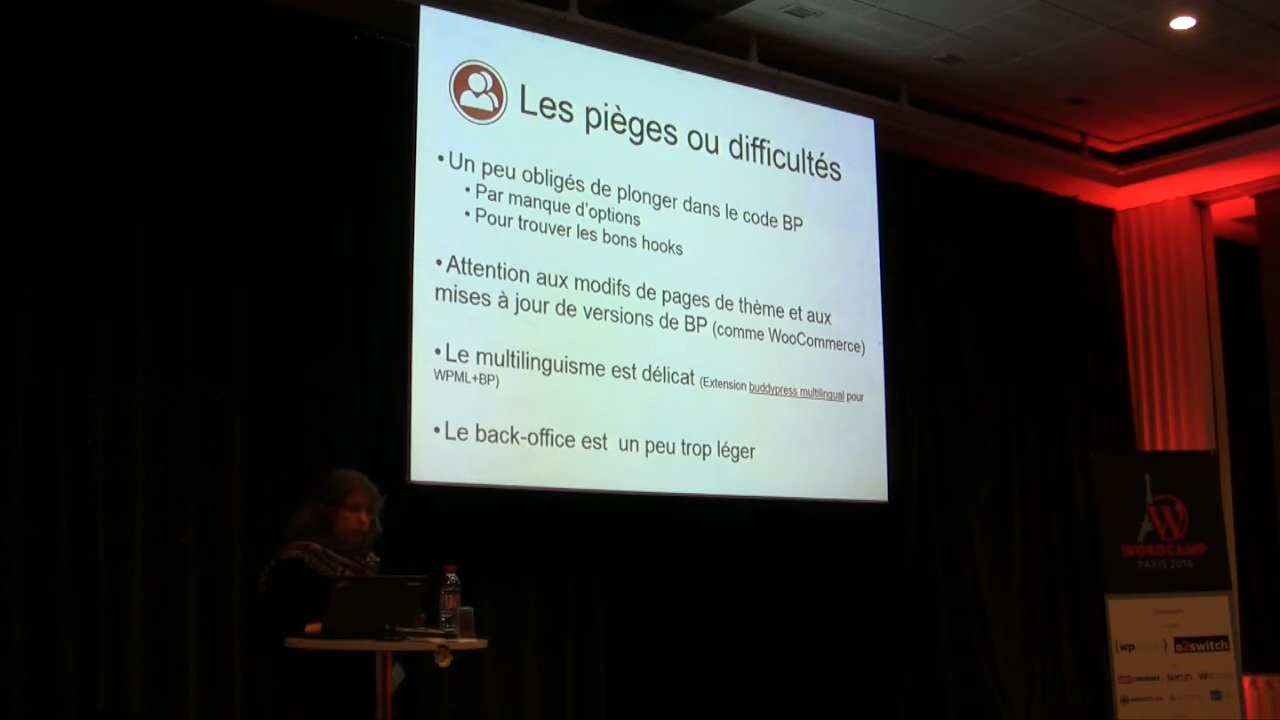 Les pièges ou difficultés
• Un peu obligés de plonger dans le code BP
• Par manque d'options
• Pour trouver les bons hooks
• Attention aux modifs de pages de thème et aux
mises à jour de versions de BP (comme WooCommerce)
• Le multilinguisme est délicat (Extension buddypress multilingual pour
WPML+BP)
• Le back-office est un peu trop léger
WORDCAMP
PARIS 2016
o2switch